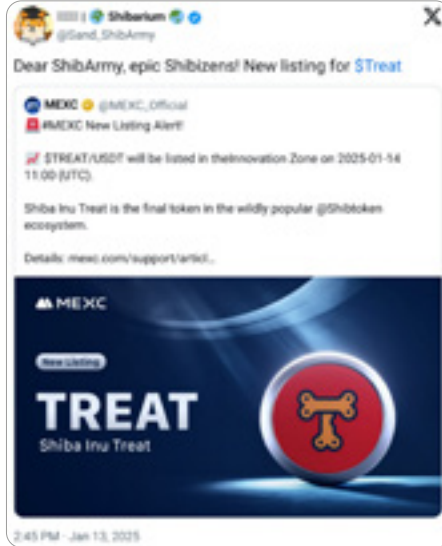 Shibarium
@Sand_ShibArmy
Dear ShibArmy, epic Shibizens! New listing for $Treat
MEXC @MEXC_Official
#MEXC New Listing Alert!
$TREAT/USDT will be listed in theInnovation Zone on 2025-01-14
11:00 (UTC).
Shiba Inu Treat is the final token in the wildly popular @Shibtoken
ecosystem.
Details: mexc.com/support/articl...
MEXC
New Listing
TREAT
Shiba Inu Treat
2:45 PM · Jan 13, 2025